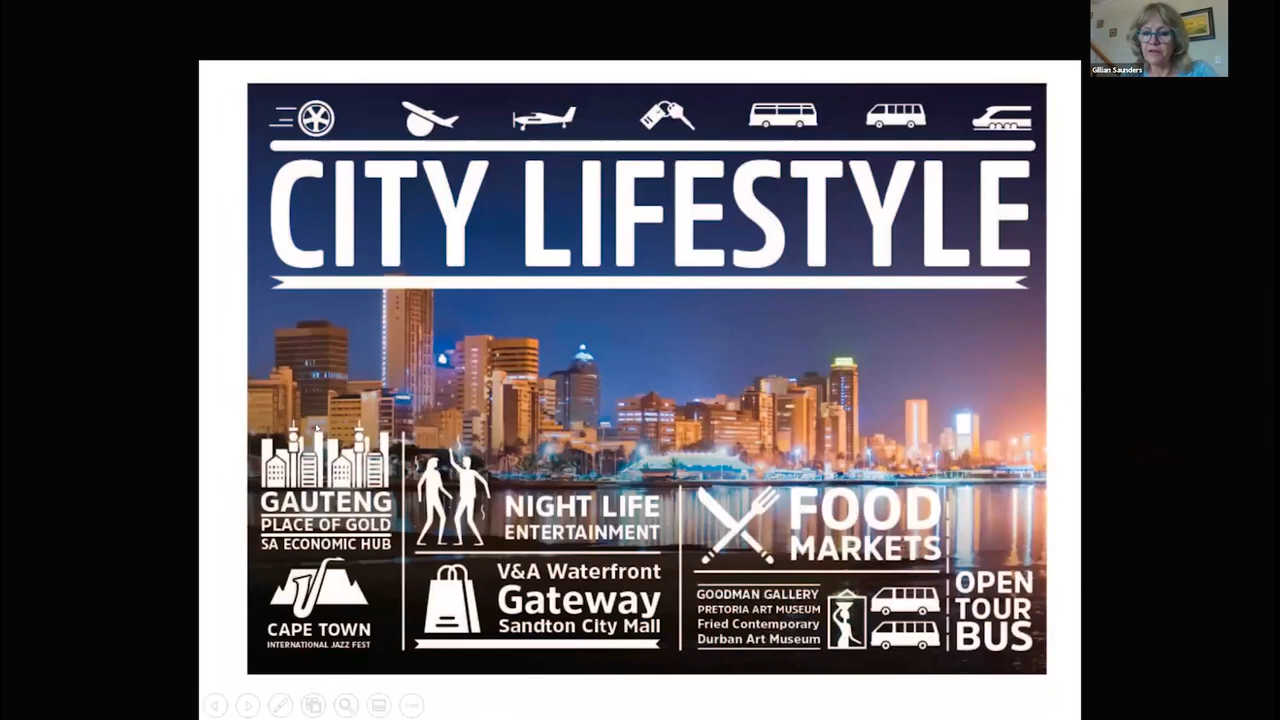 Gillian Saunders
CITY LIFESTYLE
GAUTENG
PLACE OF GOLD
SA ECONOMIC HUB
CAPE TOWN
INTERNATIONAL JAZZ FEST
NIGHT LIFE
ENTERTAINMENT
V&A Waterfront
Gateway
Sandton City Mall
FOOD
MARKETS
GOODMAN GALLERY
PRETORIA ART MUSEUM
Fried Contemporary
Durban Art Museum
OPEN
TOUR
BUS